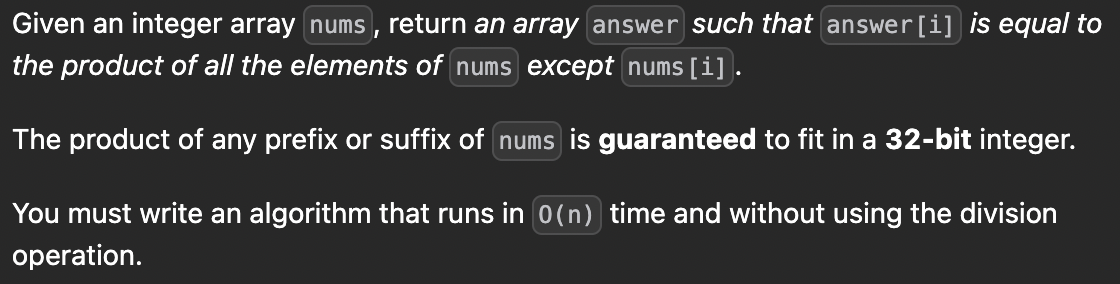 Given an integer array nums, return an array answer such that answer[i] is equal to
the product of all the elements of nums except nums[i].
The product of any prefix or suffix of nums is guaranteed to fit in a 32-bit integer.
You must write an algorithm that runs in O(n) time and without using the division
operation.